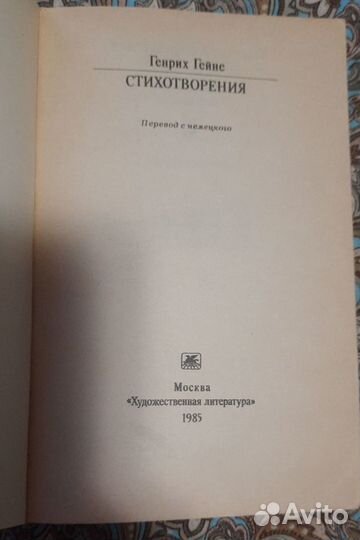 Генрих Гейне
СТИХОТВОРЕНИЯ
Перевод с немецкого
Москва
«Художественная литература»
1985
Avito